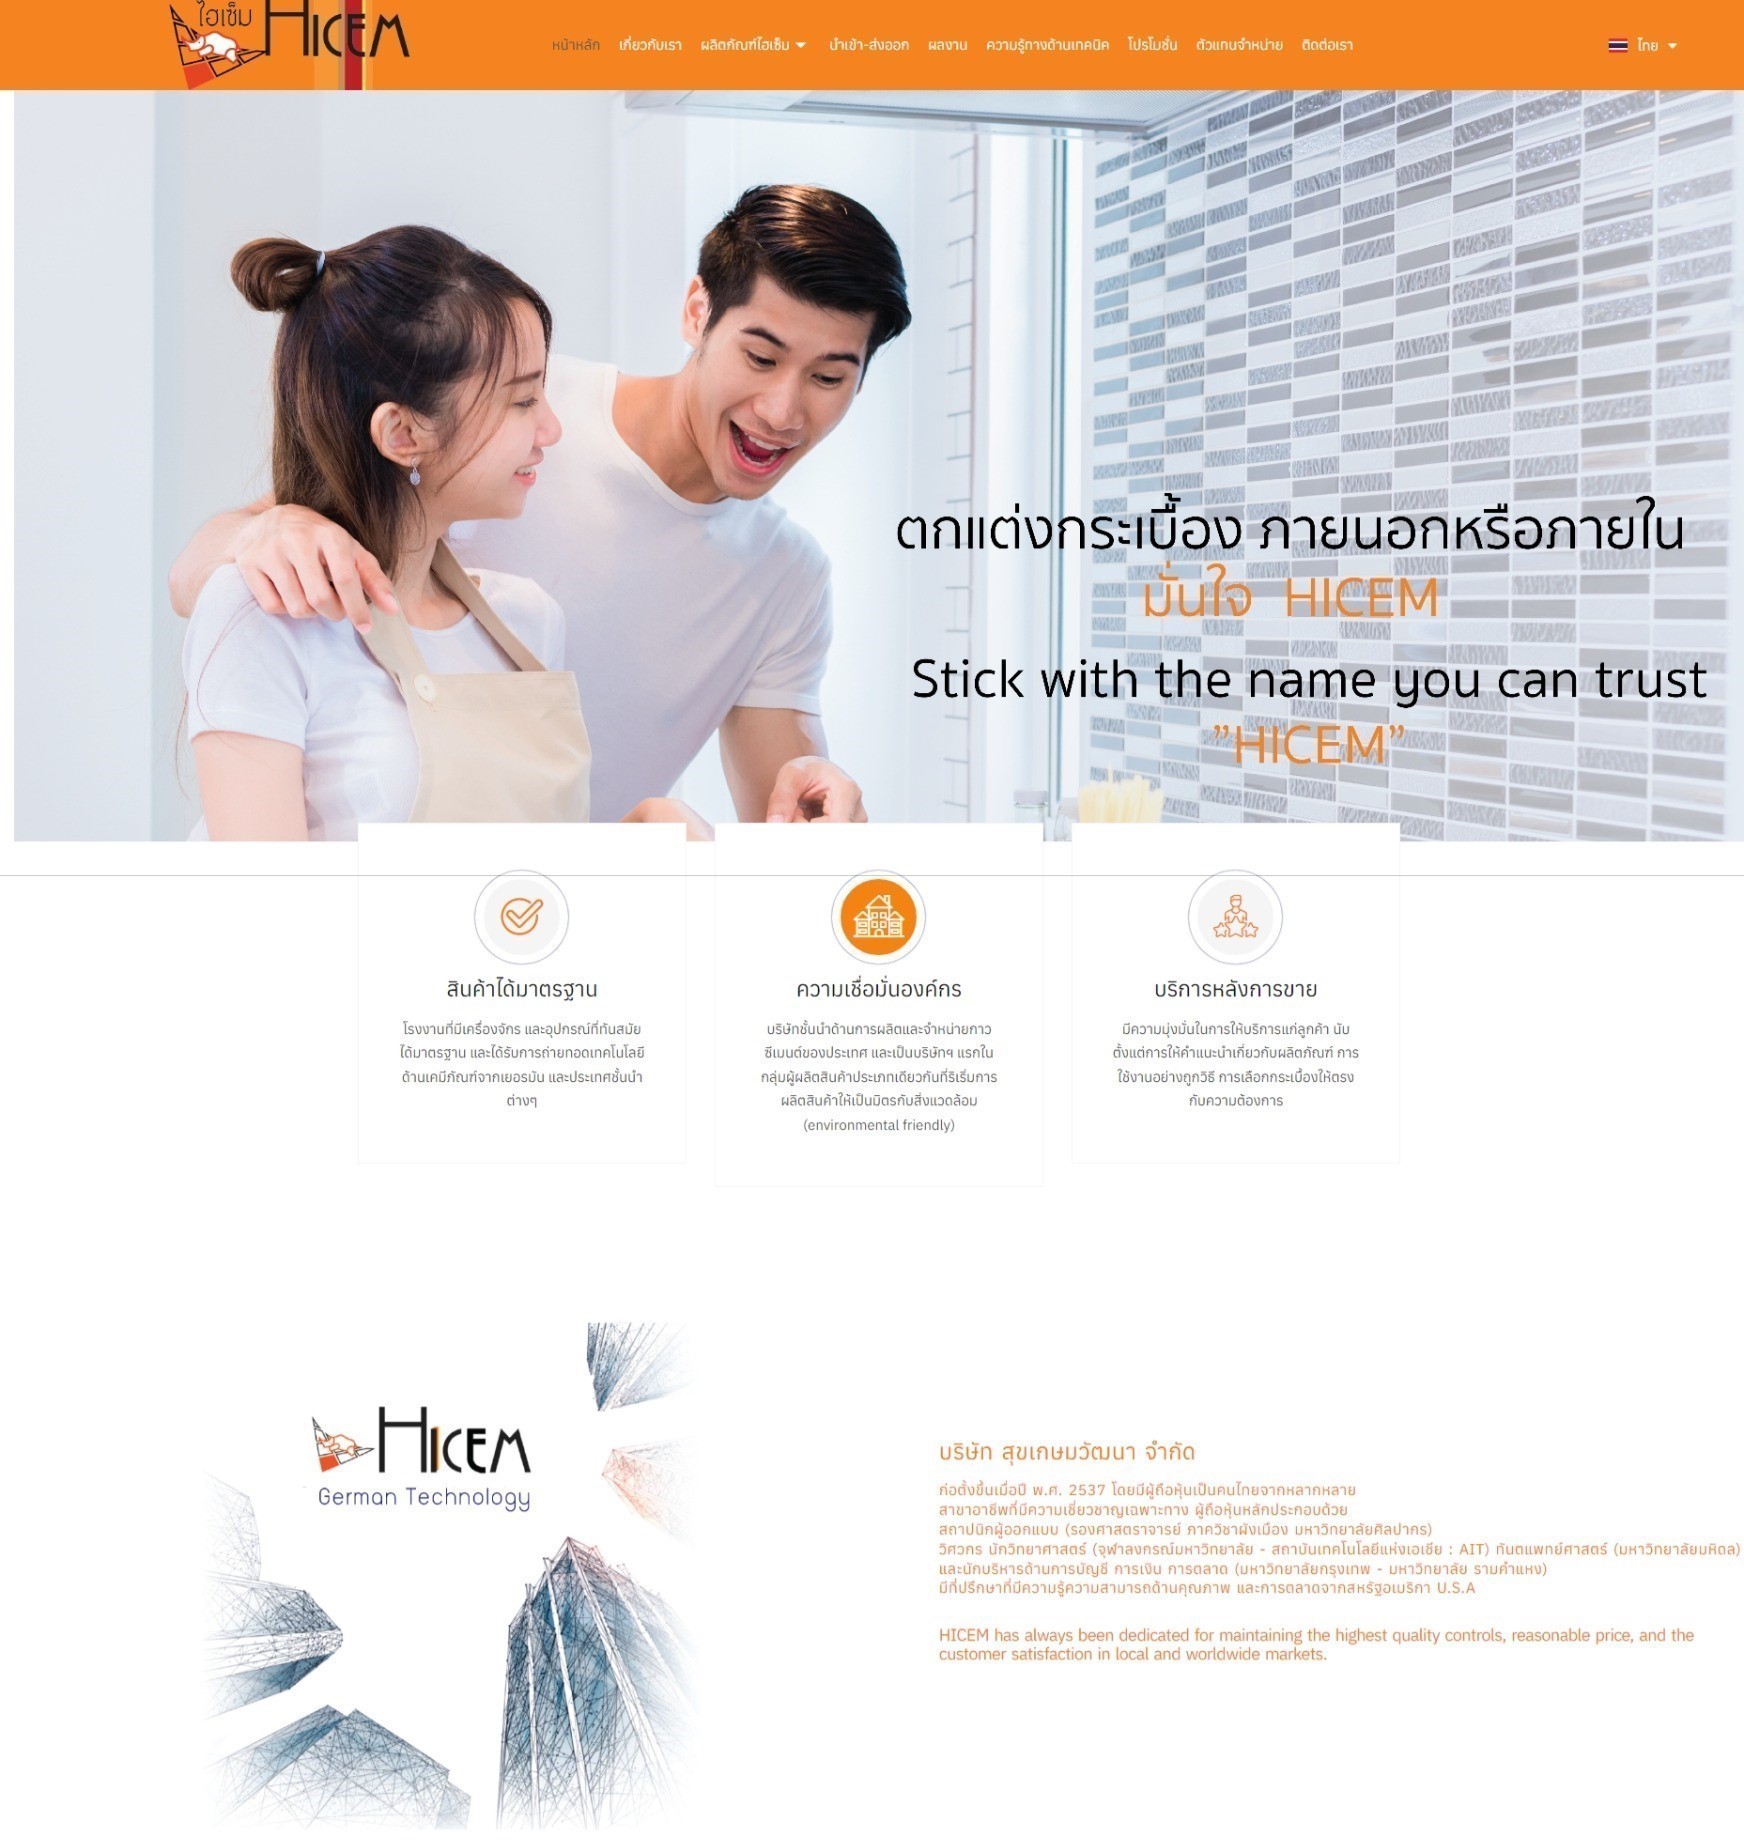 ไฮเซ็ม
HICEM
หน้าหลัก เกี่ยวกับเรา ผลิตภัณฑ์ไฮเซ็ม นำเข้า-ส่งออก ผลงาน ความรู้ทางด้านเทคนิค โปรโมชั่น ตัวแทนจำหน่าย ติดต่อเรา ไทย
ตกแต่งกระเบื้อง ภายนอกหรือภายใน
มั่นใจ HICEM
Stick with the name you can trust
"HICEM"
สินค้าได้มาตรฐาน
โรงงานที่มีเครื่องจักร และอุปกรณ์ที่ทันสมัย
ได้มาตรฐาน และได้รับการถ่ายทอดเทคโนโลยี
ด้านเคมีภัณฑ์จากเยอรมัน และประเทศชั้นนำ
ต่างๆ
ความเชื่อมั่นองค์กร
บริษัทชั้นนำด้านการผลิตและจำหน่ายกาว
ซีเมนต์ของประเทศ และเป็นบริษัทฯ แรกใน
กลุ่มผู้ผลิตสินค้าประเภทเดียวกันที่ริเริ่มการ
ผลิตสินค้าให้เป็นมิตรกับสิ่งแวดล้อม
(environmental friendly)
บริการหลังการขาย
มีความมุ่งมั่นในการให้บริการแก่ลูกค้า นับ
ตั้งแต่การให้คำแนะนำเกี่ยวกับผลิตภัณฑ์ การ
ใช้งานอย่างถูกวิธี การเลือกกระเบื้องให้ตรง
กับความต้องการ
HICEM
German Technology
บริษัท สุขเกษมวัฒนา จำกัด
ก่อตั้งขึ้นเมื่อปี พ.ศ. 2537 โดยมีผู้ถือหุ้นเป็นคนไทยจากหลากหลาย
สาขาอาชีพที่มีความเชี่ยวชาญเฉพาะทาง ผู้ถือหุ้นหลักประกอบด้วย
สถาปนิกผู้ออกแบบ (รองศาสตราจารย์ ภาควิชาผังเมือง มหาวิทยาลัยศิลปากร)
วิศวกร นักวิทยาศาสตร์ (จุฬาลงกรณ์มหาวิทยาลัย - สถาบันเทคโนโลยีแห่งเอเชีย : AIT) ทันตแพทย์ศาสตร์ (มหาวิทยาลัยมหิดล)
และนักบริหารด้านการบัญชี การเงิน การตลาด (มหาวิทยาลัยกรุงเทพ - มหาวิทยาลัย รามคำแหง)
มีที่ปรึกษาที่มีความรู้ความสามารถด้านคุณภาพ และการตลาดจากสหรัฐอเมริกา U.S.A
HICEM has always been dedicated for maintaining the highest quality controls, reasonable price, and the
customer satisfaction in local and worldwide markets.